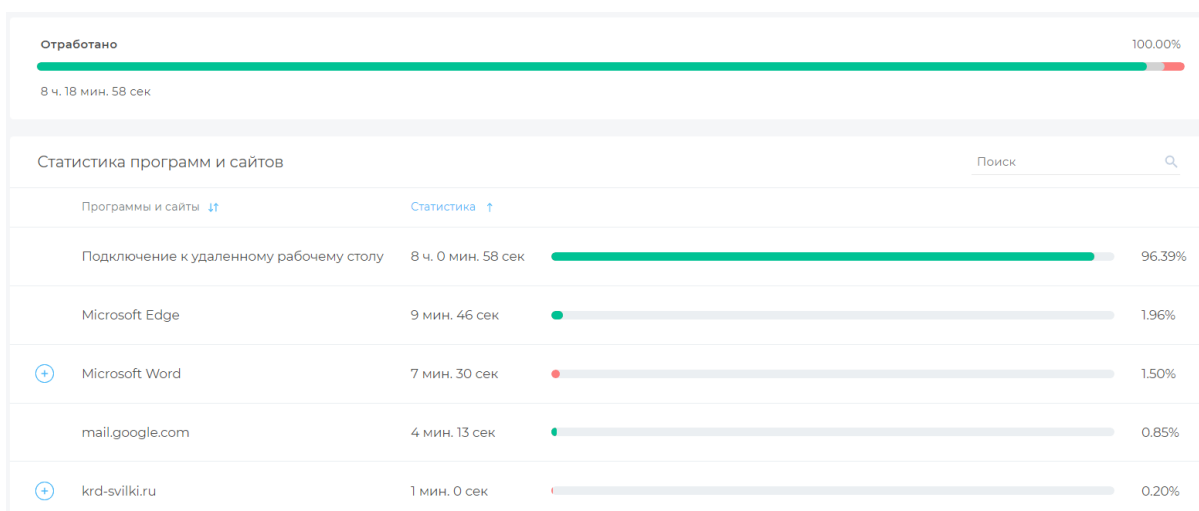 Отработано 100.00%
8 ч. 18 мин. 58 сек
Статистика программ и сайтов Поиск
Программы и сайты Статистика
Подключение к удаленному рабочему столу 8 ч. 0 мин. 58 сек 96.39%
Microsoft Edge 9 мин. 46 сек 1.96%
Microsoft Word 7 мин. 30 сек 1.50%
mail.google.com 4 мин. 13 сек 0.85%
krd-svilki.ru 1 мин. 0 сек 0.20%